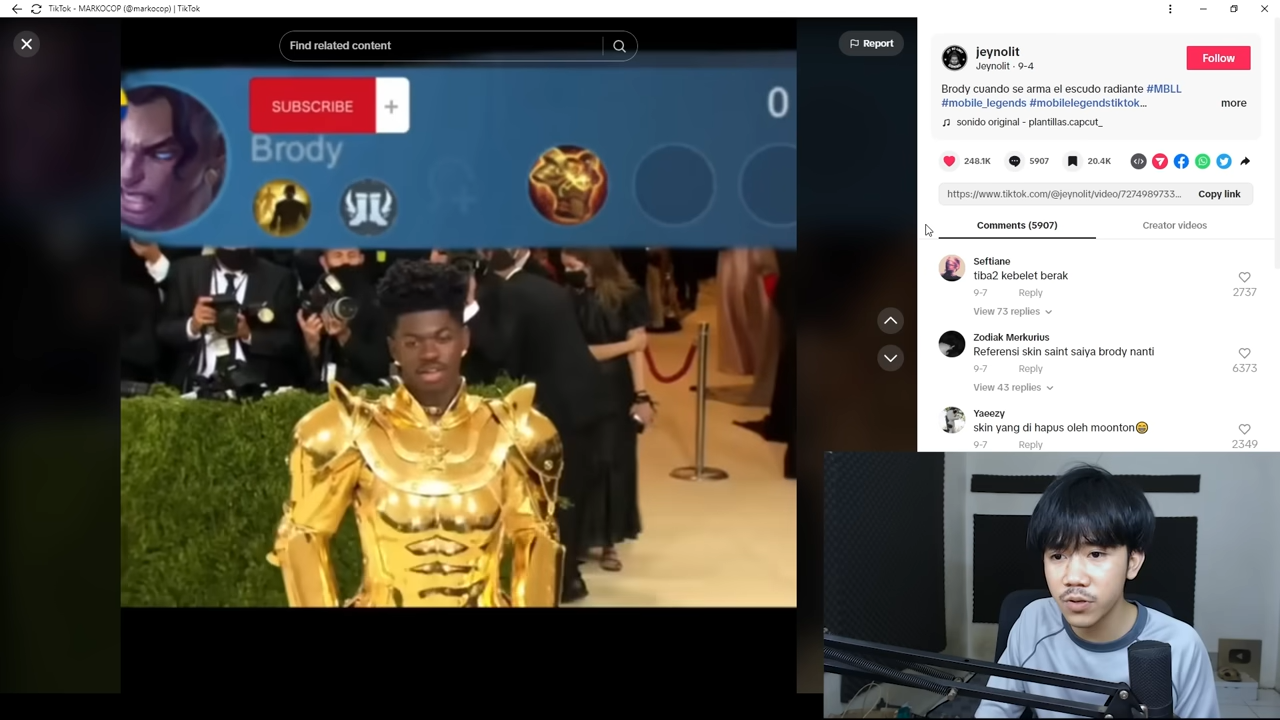 TikTok - MARKOCOP (@markocop) | TikTok
Find related content
Report
SUBSCRIBE +
0
Brody
jeynolit
Jeynolit · 9-4
Follow
Brody cuando se arma el escudo radiante #MBLL
#mobile_legends #mobilelegendstiktok...
more
sonido original - plantillas.capcut_
248.1K
5907
20.4K
https://www.tiktok.com/@jeynolit/video/7274989733...
Copy link
Comments (5907)
Creator videos
Seftiane
tiba2 kebelet berak
9-7 Reply
2737
View 73 replies
Zodiak Merkurius
Referensi skin saint saiya brody nanti
9-7 Reply
6373
View 43 replies
Yaeezy
skin yang di hapus oleh moonton😁
9-7 Reply
2349